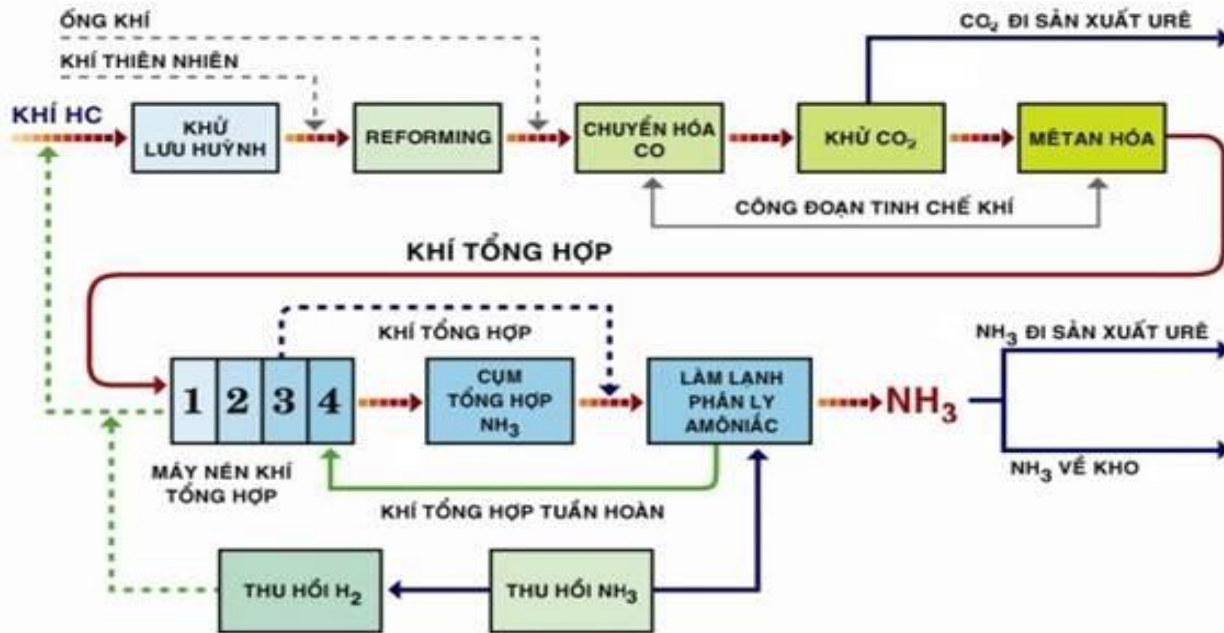 ỐNG KHÍ
KHÍ THIÊN NHIÊN
KHÍ HC
KHỬ
LƯU HUỲNH
REFORMING
CHUYỂN HÓA
CO
KHỬ CO₂
MÊTAN HÓA
CO₂ ĐI SẢN XUẤT URÊ
CÔNG ĐOẠN TINH CHẾ KHÍ
KHÍ TỔNG HỢP
KHÍ TỔNG HỢP
1 2 3 4
MÁY NÉN KHÍ
TỔNG HỢP
CỤM
TỔNG HỢP
NH₃
LÀM LẠNH
PHÂN LY
AMÔNIẮC
NH₃
NH₃ ĐI SẢN XUẤT URÊ
NH₃ VỀ KHO
KHÍ TỔNG HỢP TUẦN HOÀN
THU HỒI H₂
THU HỒI NH₃